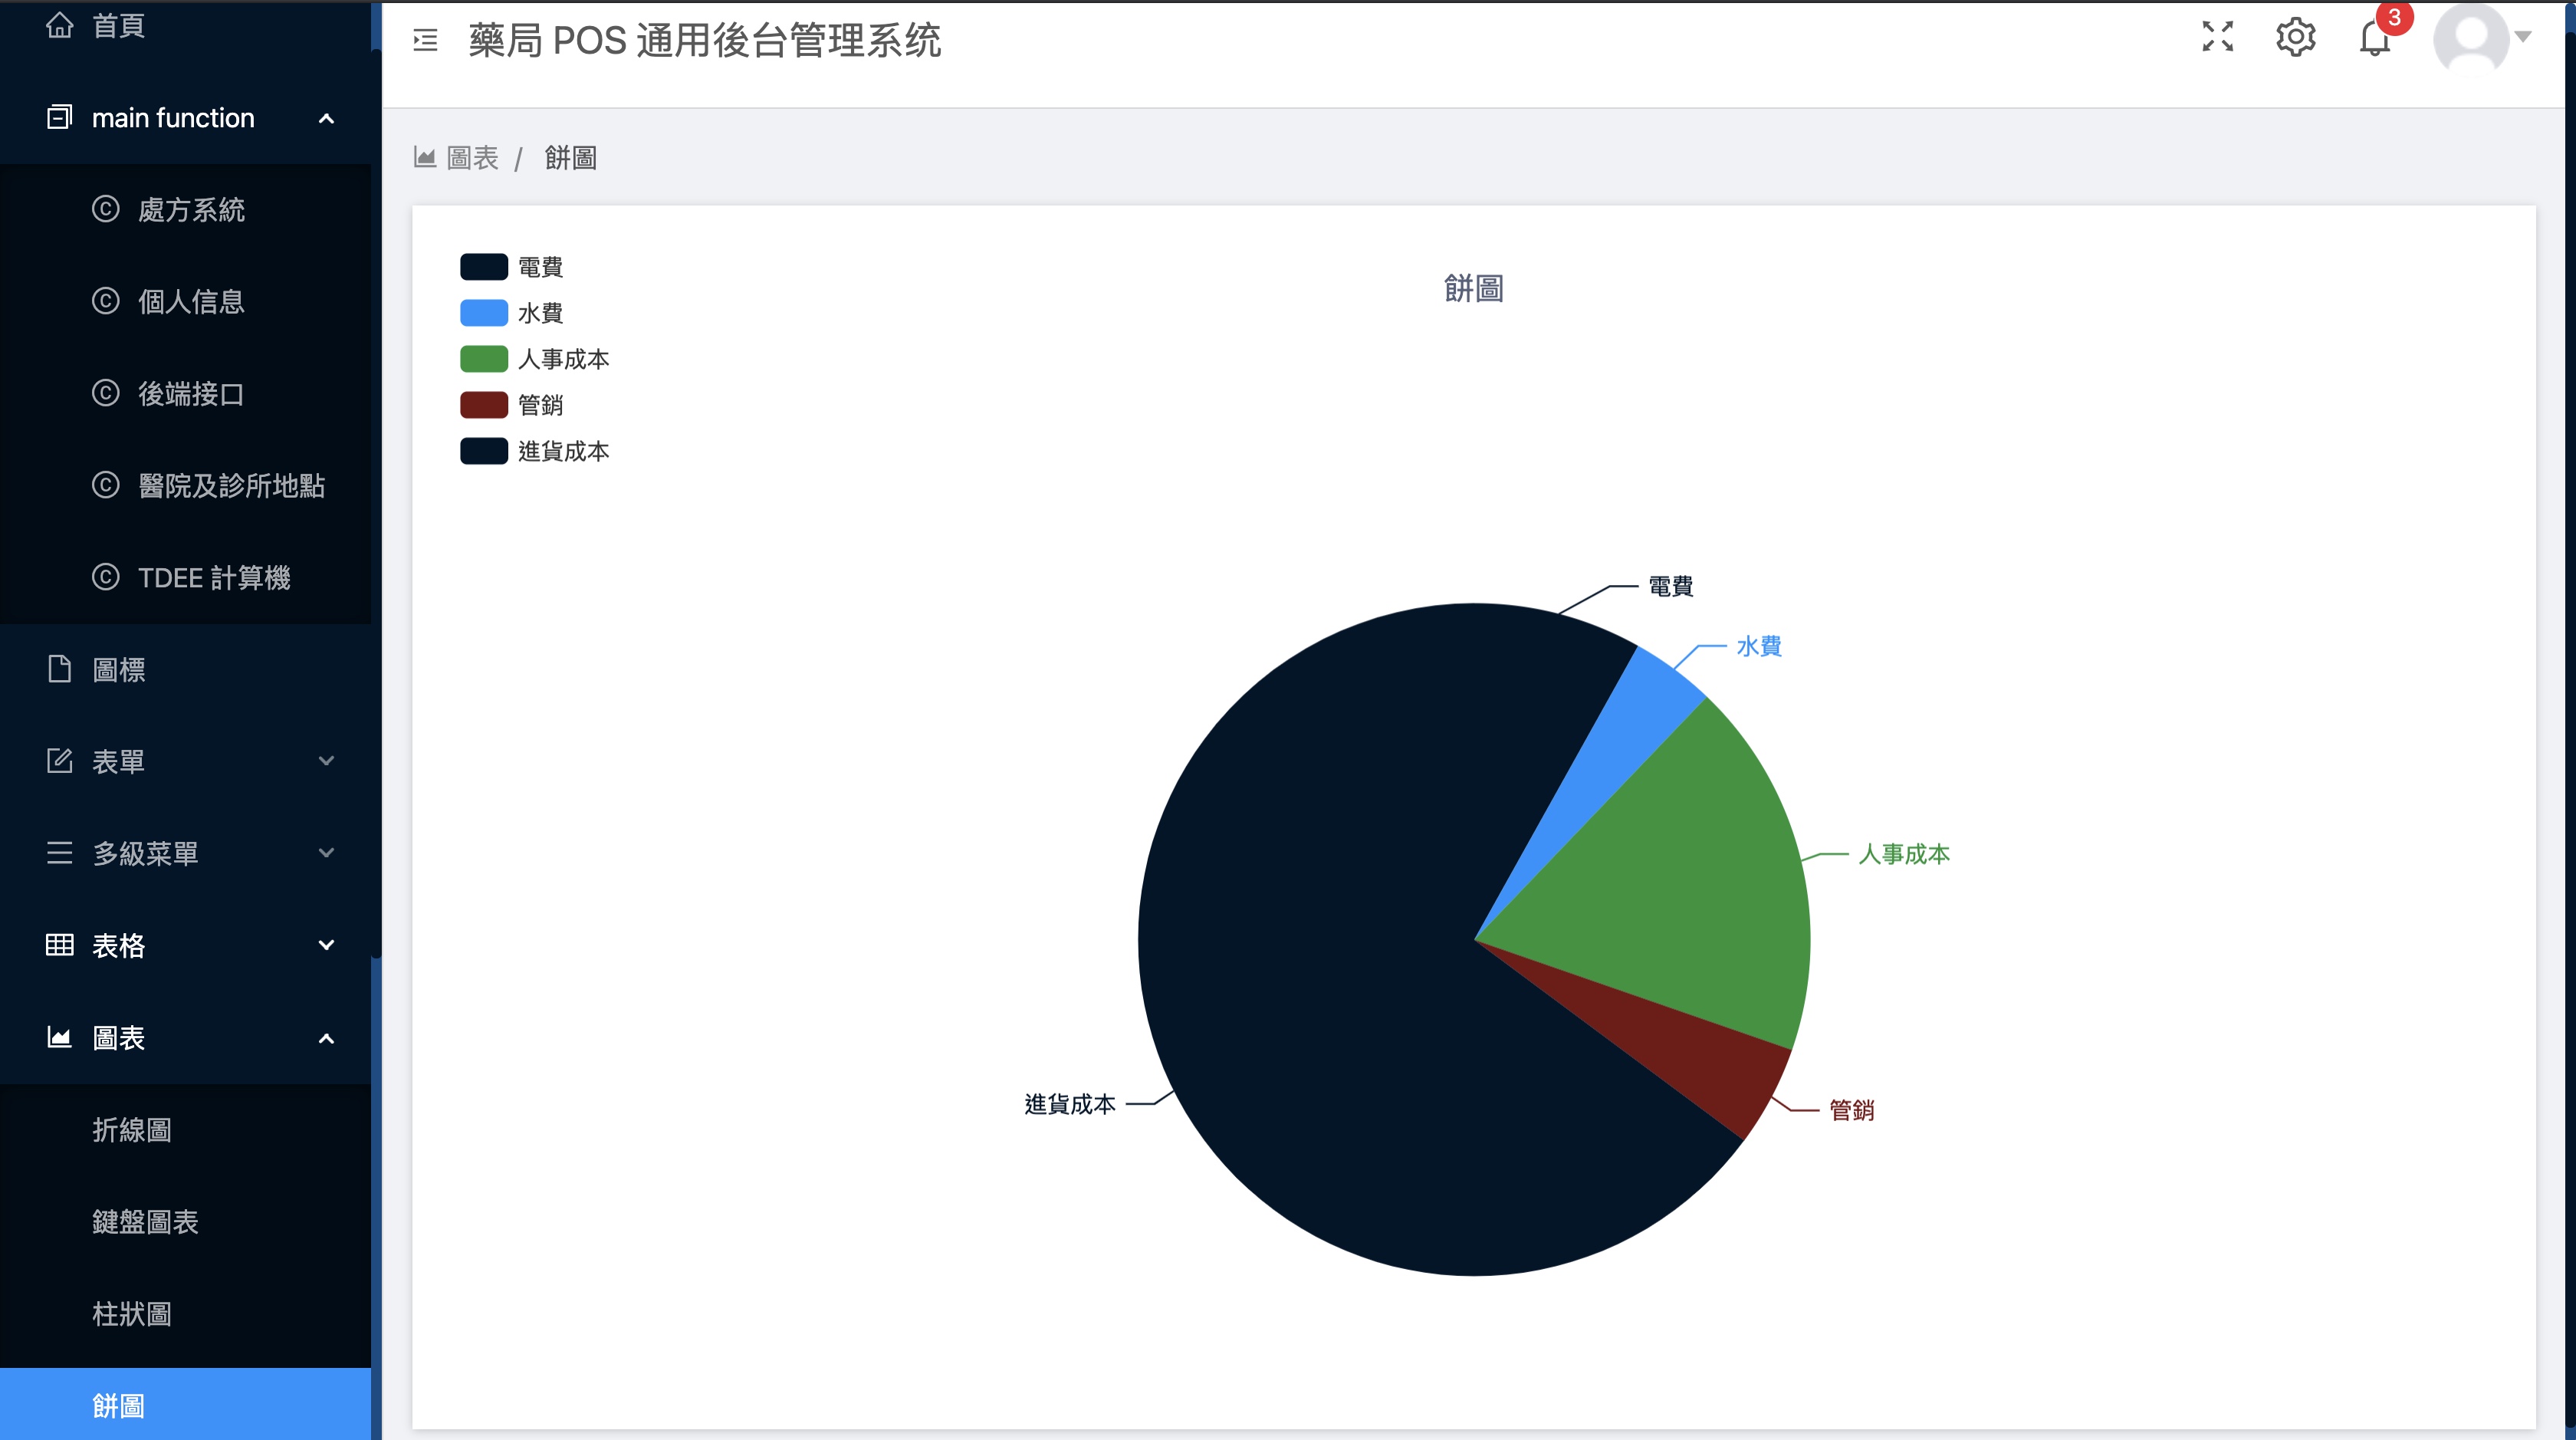 首頁
main function
處方系統
個人信息
後端接口
醫院及診所地點
TDEE 計算機
圖標
表單
多級菜單
表格
圖表
折線圖
鍵盤圖表
柱狀圖
餅圖
藥局 POS 通用後台管理系統
3
圖表 / 餅圖
電費
水費
人事成本
管銷
進貨成本
餅圖
電費
水費
人事成本
管銷
進貨成本